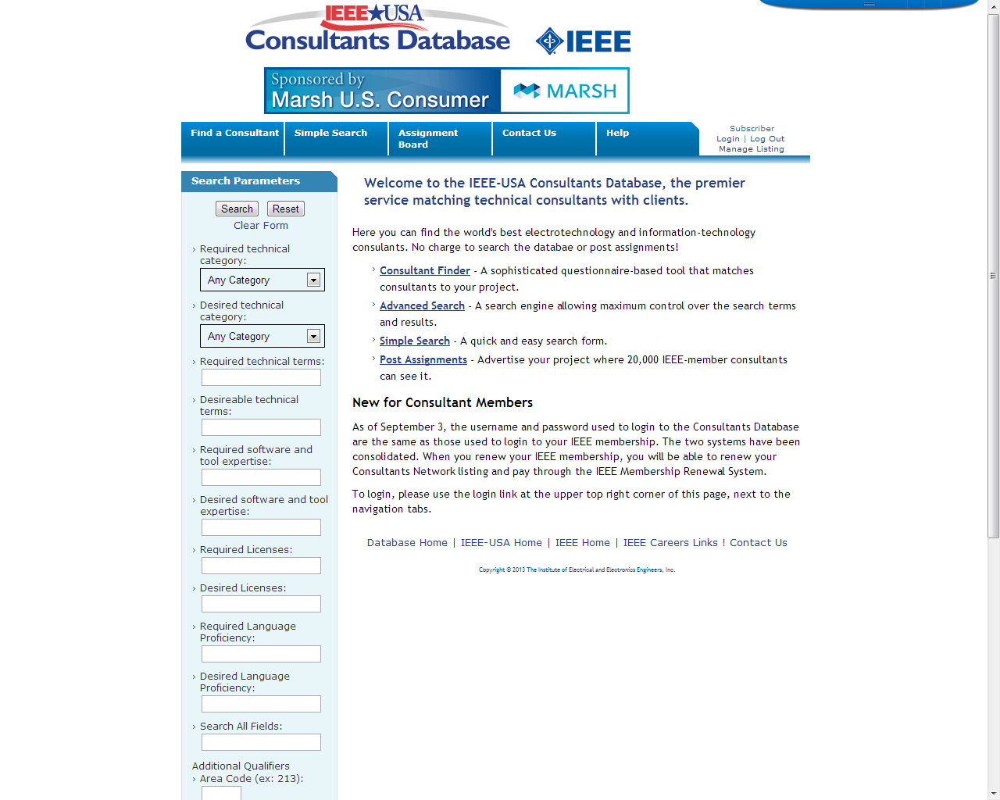 IEEE USA
Consultants Database
IEEE
Sponsored by
Marsh U.S. Consumer
MARSH
Find a Consultant
Simple Search
Assignment
Board
Contact Us
Help
Subscriber
Login | Log Out
Manage Listing
Search Parameters
Search Reset
Clear Form
Required technical
category:
Any Category
Desired technical
category:
Any Category
Required technical terms:
Desireable technical
terms:
Required software and
tool expertise:
Desired software and tool
expertise:
Required Licenses:
Desired Licenses:
Required Language
Proficiency:
Desired Language
Proficiency:
Search All Fields:
Additional Qualifiers
Area Code (ex: 213):
Welcome to the IEEE-USA Consultants Database, the premier
service matching technical consultants with clients.
Here you can find the world's best electrotechnology and information-technology
consulants. No charge to search the databae or post assignments!
Consultant Finder - A sophisticated questionnaire-based tool that matches
consultants to your project.
Advanced Search - A search engine allowing maximum control over the search terms
and results.
Simple Search - A quick and easy search form.
Post Assignments - Advertise your project where 20,000 IEEE-member consultants
can see it.
New for Consultant Members
As of September 3, the username and password used to login to the Consultants Database
are the same as those used to login to your IEEE membership. The two systems have been
consolidated. When you renew your IEEE membership, you will be able to renew your
Consultants Network listing and pay through the IEEE Membership Renewal System.
To login, please use the login link at the upper top right corner of this page, next to the
navigation tabs.
Database Home | IEEE-USA Home | IEEE Home | IEEE Careers Links ! Contact Us
Copyright © 2013 The Institute of Electrical and Electronics Engineers, Inc.